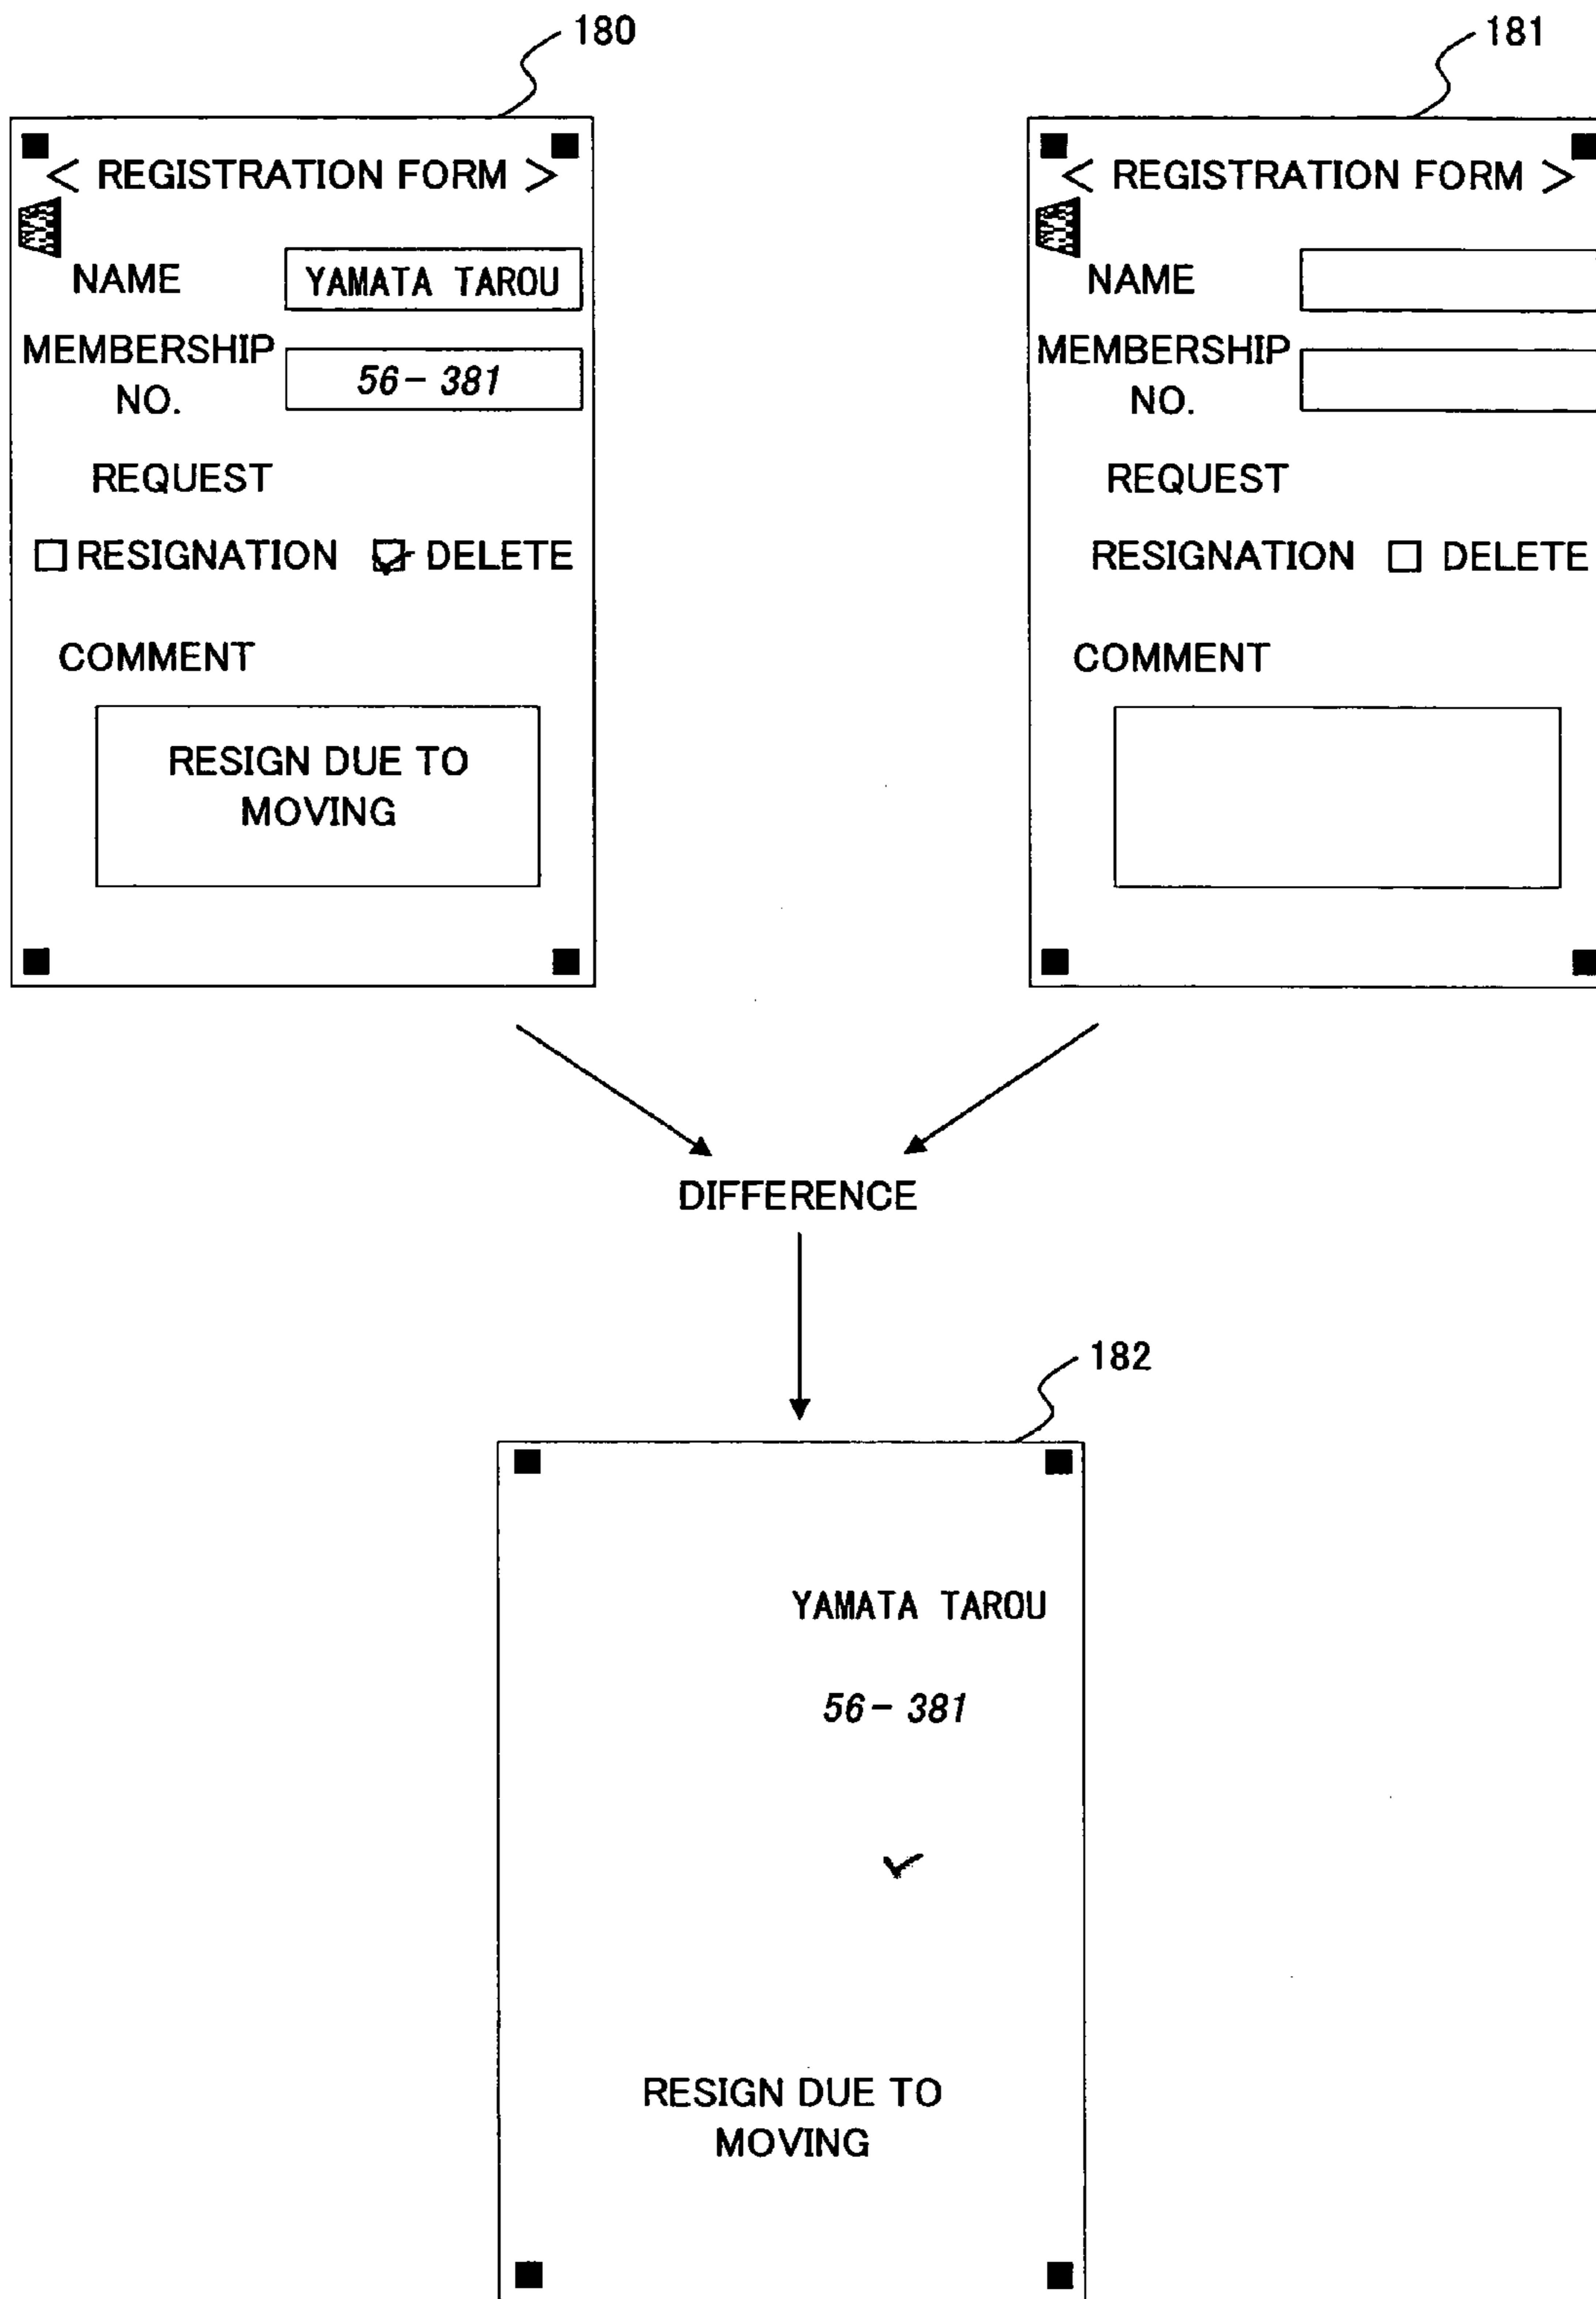 180
< REGISTRATION FORM >
NAME YAMATA TAROU
MEMBERSHIP
NO. 56- 381
REQUEST
RESIGNATION DELETE
COMMENT
RESIGN DUE TO
MOVING
181
< REGISTRATION FORM >
NAME
MEMBERSHIP
NO.
REQUEST
RESIGNATION DELETE
COMMENT
DIFFERENCE
182
YAMATA TAROU
56- 381
RESIGN DUE TO
MOVING